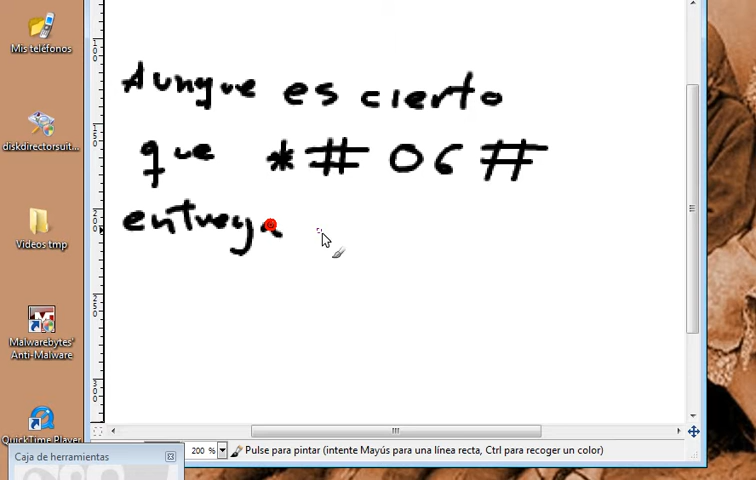 Mis teléfonos
diskdirectorsuit...
Videos tmp
Malwarebytes'
Anti-Malware
QuickTime Player
Caja de herramientas
Aunque es cierto
que *#06#
entrega
200 %
Pulse para pintar (intente Mayús para una línea recta, Ctrl para recoger un color)